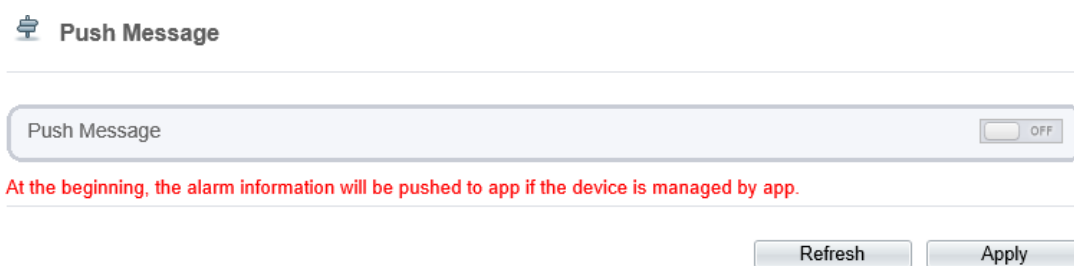 Push Message
Push Message OFF
At the beginning, the alarm information will be pushed to app if the device is managed by app.
Refresh Apply